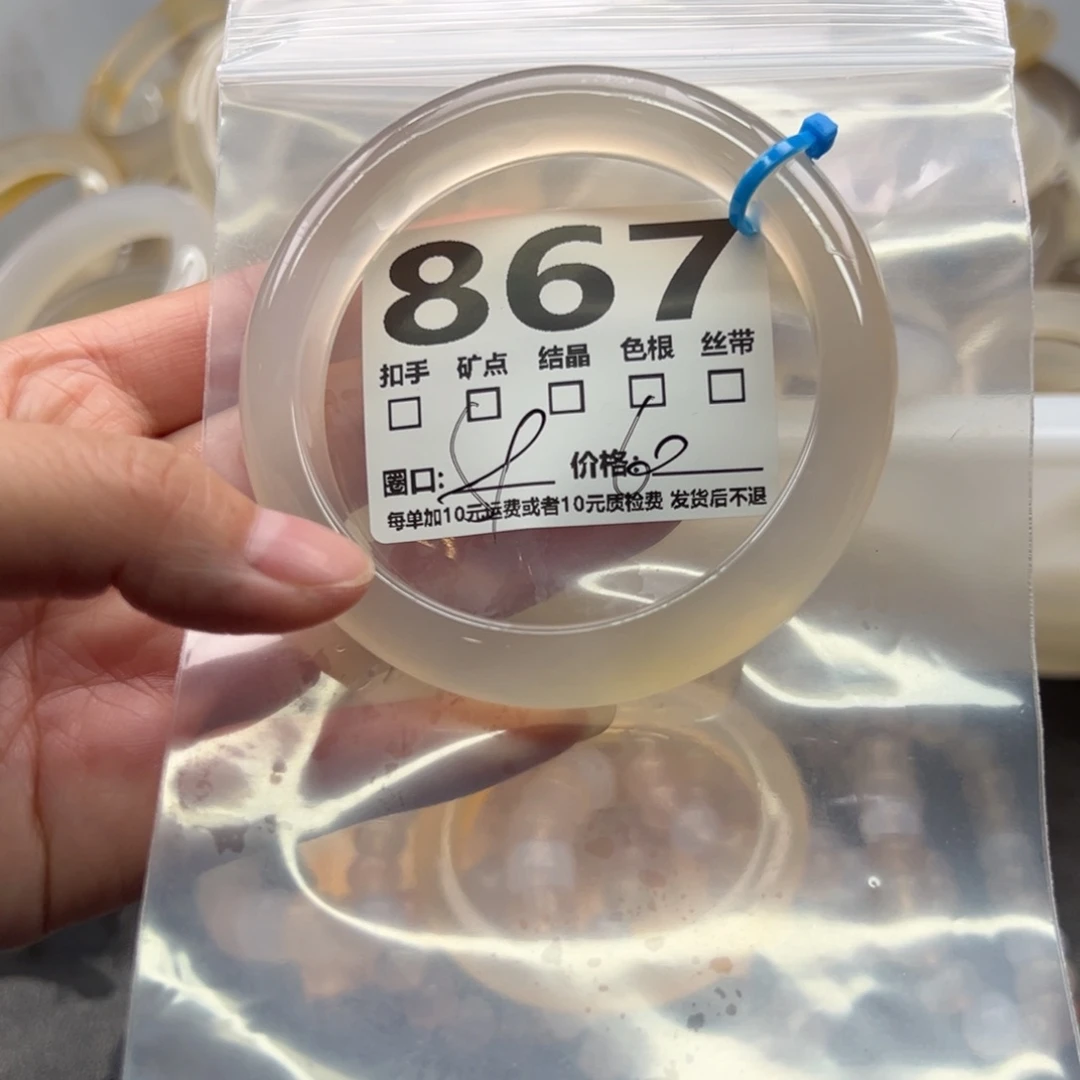 867
扣手 矿点 结晶 色根 丝带
圈口: 价格:
每单加10元运费或者10元质检费 发货后不退